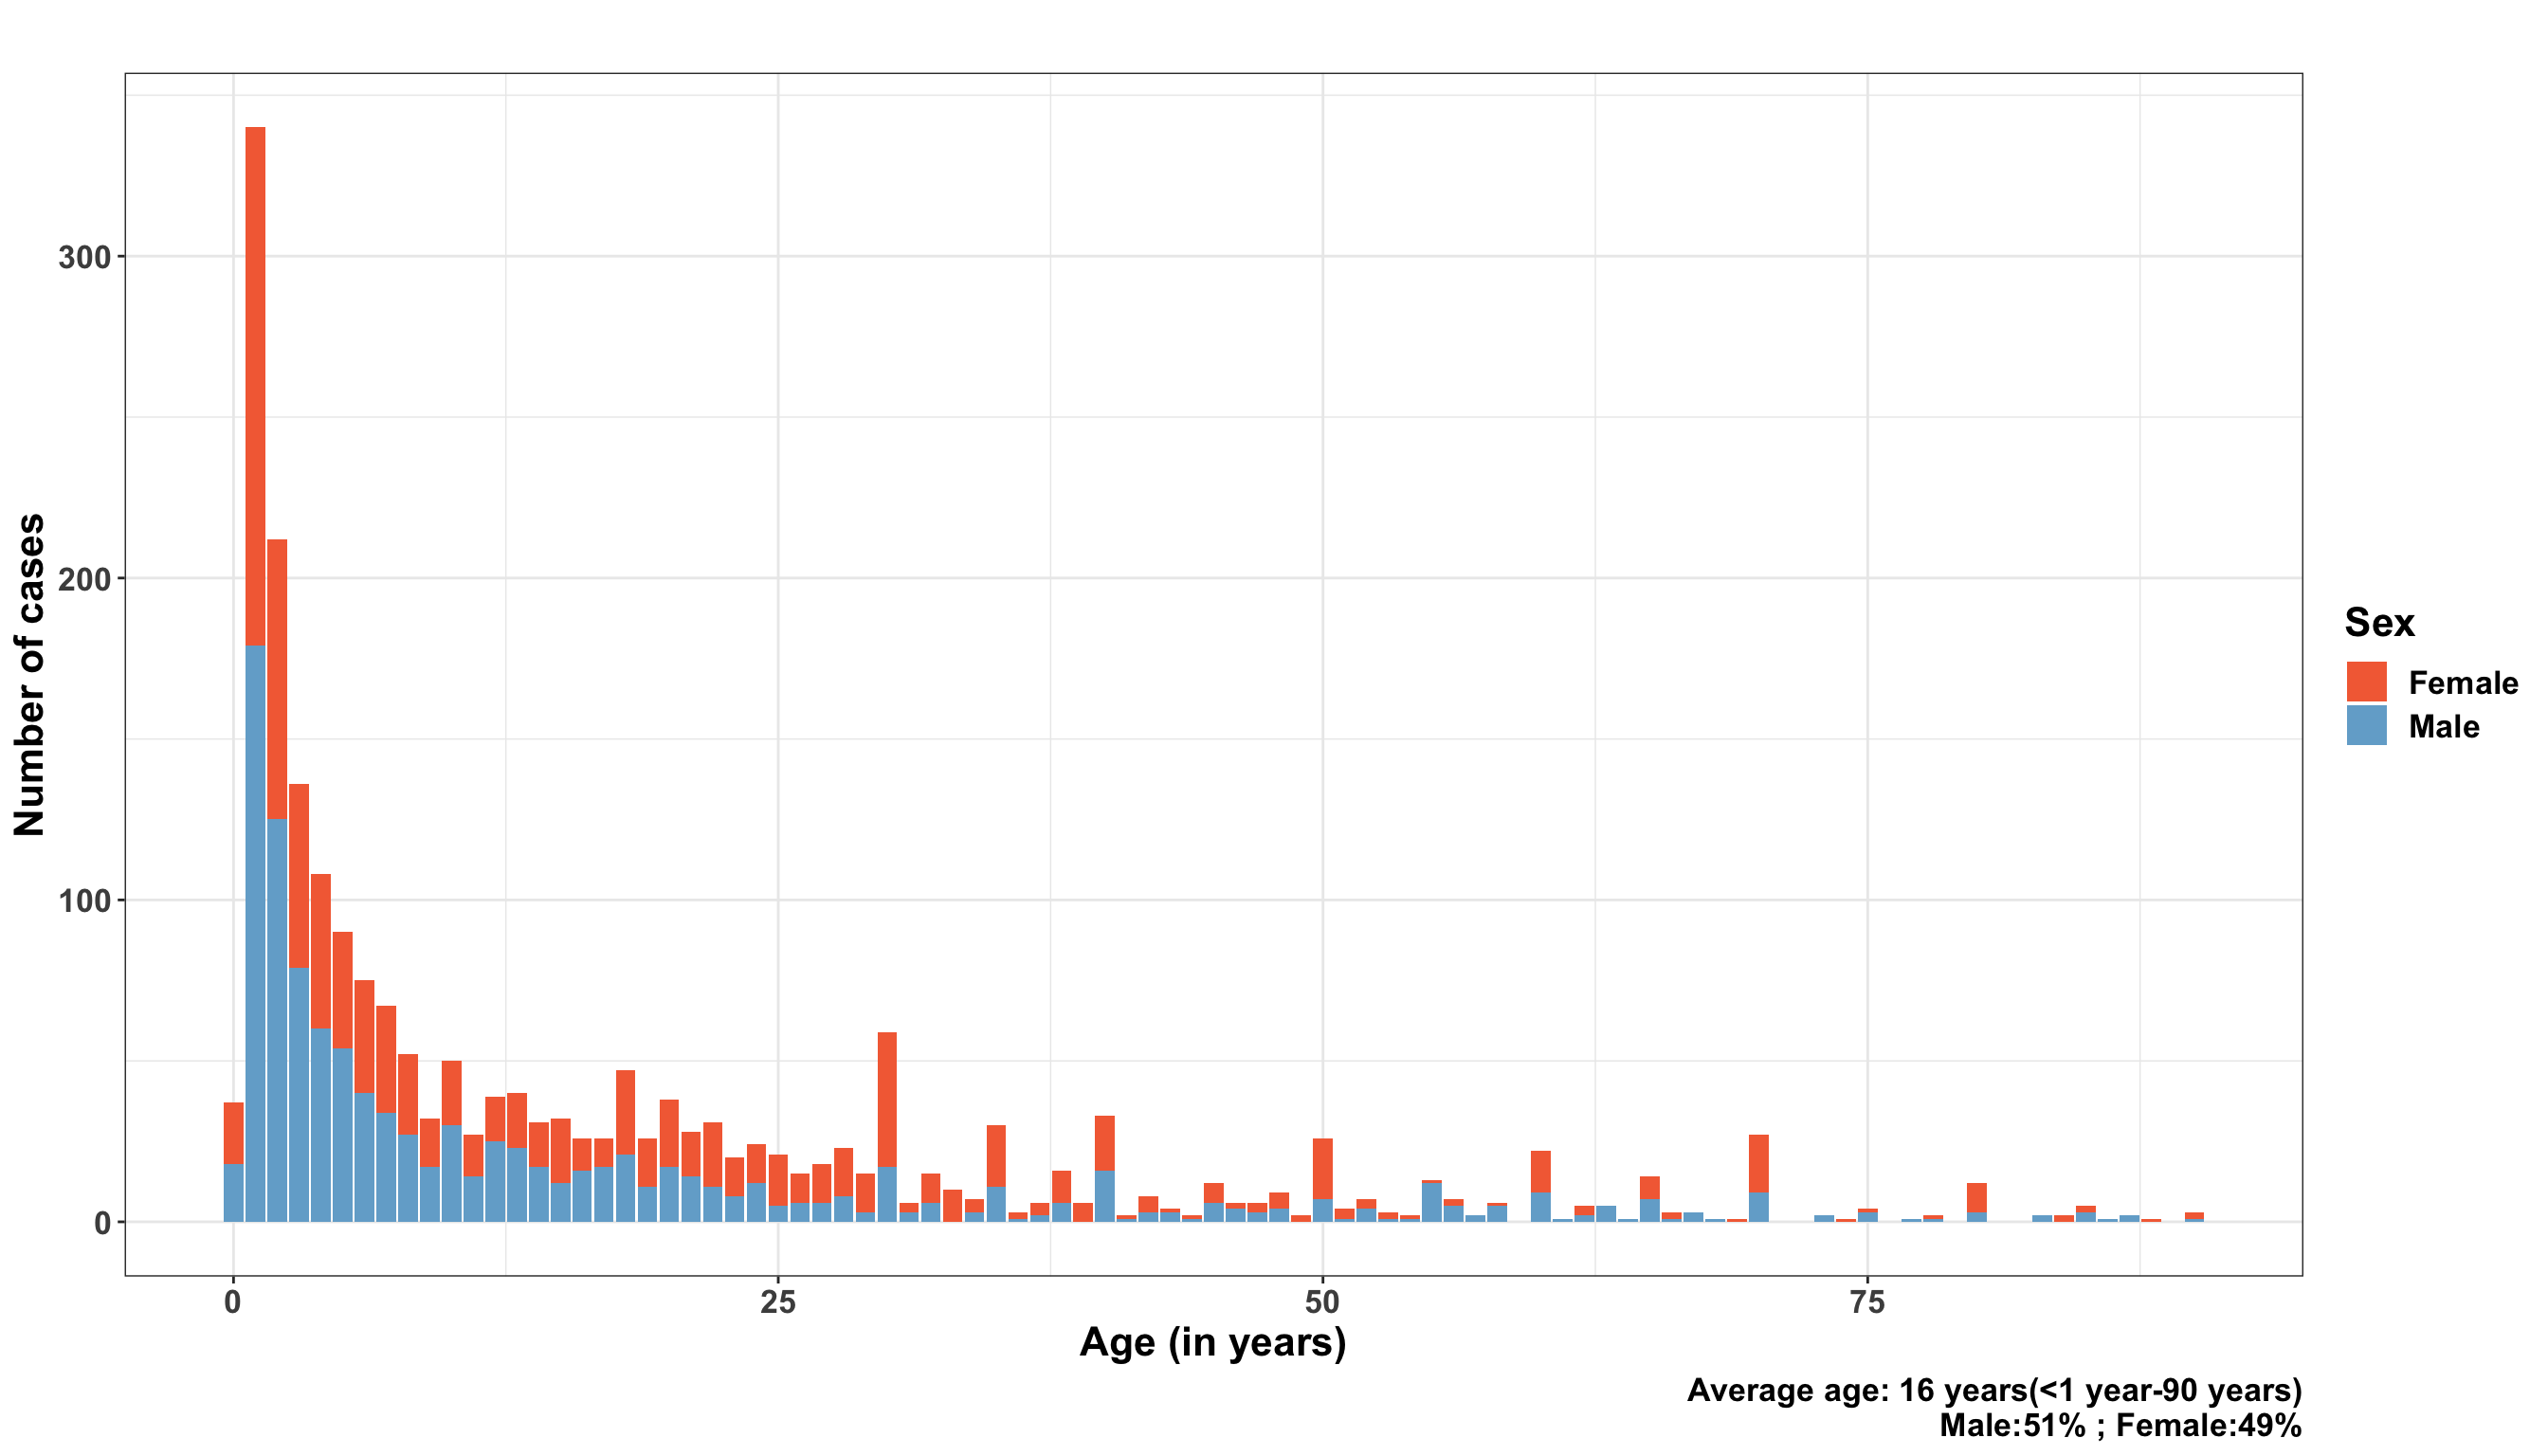 Number of cases
300
200
100
0
0 25 50 75
Age (in years)
Sex
Female
Male
Average age: 16 years(<1 year-90 years)
Male:51% ; Female:49%